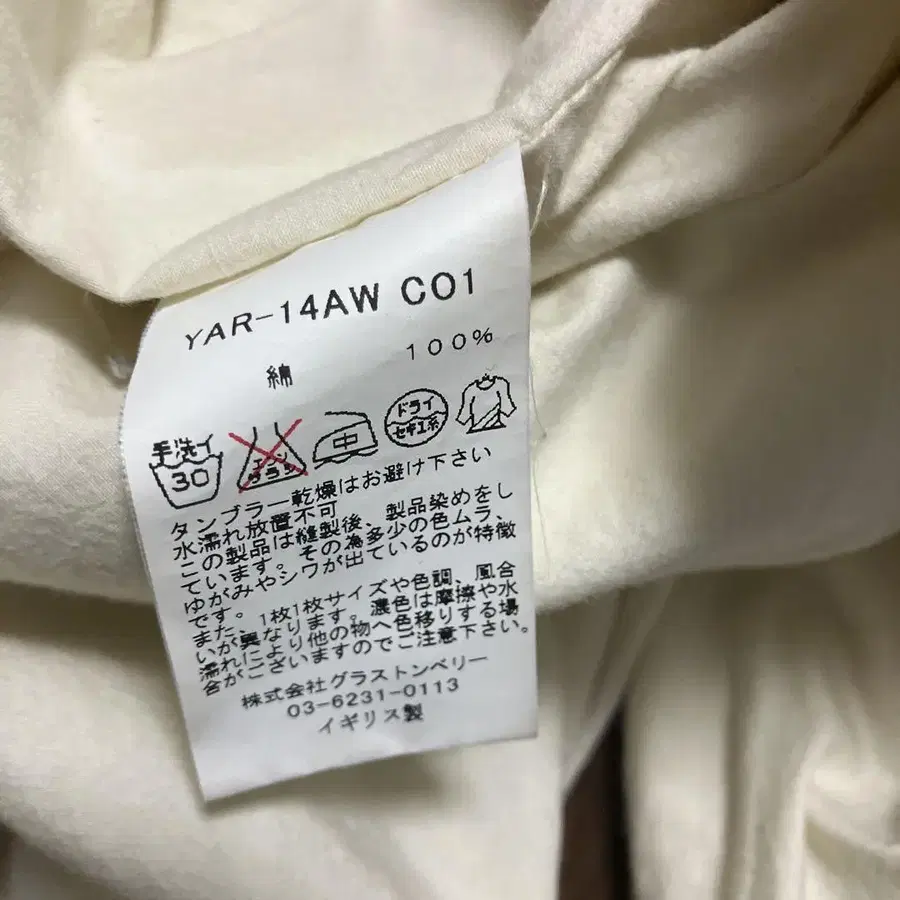 YAR-14AW CO1
綿 100%
手洗イ
30
エンソ
サラシ
中
ドライ
セキユ系
タンブラー乾燥はお避け下さい
水濡れ放置不可
この製品は縫製後、製品染めをし
ています。その為多少の色ムラ、
ゆがみやシワが出ているのが特徴
です。
また、1枚1枚サイズや色調、風合
いが異なります。濃色は摩擦や水
濡れにより他の物へ色移りする場
合がございますのでご注意下さい。
株式会社グラストンベリー
03-6231-0113
イギリス製